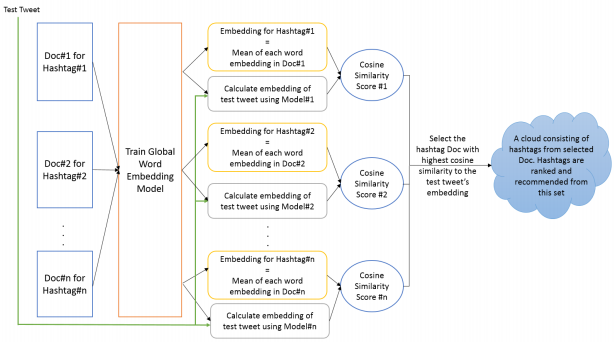 Test Tweet
Doc#1 for
Hashtag#1
Doc#2 for
Hashtag#2
.
.
.
Doc#n for
Hashtag#n
Train Global
Word
Embedding
Model
Embedding for Hashtag#1
=
Mean of each word
embedding in Doc#1
Calculate embedding of
test tweet using Model#1
Embedding for Hashtag#2
=
Mean of each word
embedding in Doc#2
Calculate embedding of
test tweet using Model#2
.
.
.
Embedding for Hashtag#n
=
Mean of each word
embedding in Doc#n
Calculate embedding of
test tweet using Model#n
Cosine
Similarity
Score #1
Cosine
Similarity
Score #2
Cosine
Similarity
Score #n
Select the
hashtag Doc with
highest cosine
similarity to the
test tweet's
embedding
A cloud consisting of
hashtags from selected
Doc. Hashtags are
ranked and
recommended from
this set